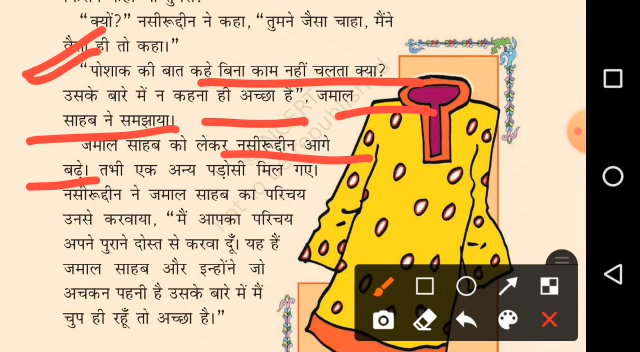 “क्यों?” नसीरूद्दीन ने कहा, “तुमने जैसा चाहा, मैंने
वैसा ही तो कहा।”
“पोशाक की बात कहे बिना काम नहीं चलता क्या?
उसके बारे में न कहना ही अच्छा है”, जमाल
साहब ने समझाया।
जमाल साहब को लेकर नसीरूद्दीन आगे
बढ़े। तभी एक अन्य पड़ोसी मिल गए।
नसीरूद्दीन ने जमाल साहब का परिचय
उनसे करवाया, “मैं आपका परिचय
अपने पुराने दोस्त से करवा दूँ। यह हैं
जमाल साहब और इन्होंने जो
अचकन पहनी है उसके बारे में मैं
चुप ही रहूँ तो अच्छा है।”